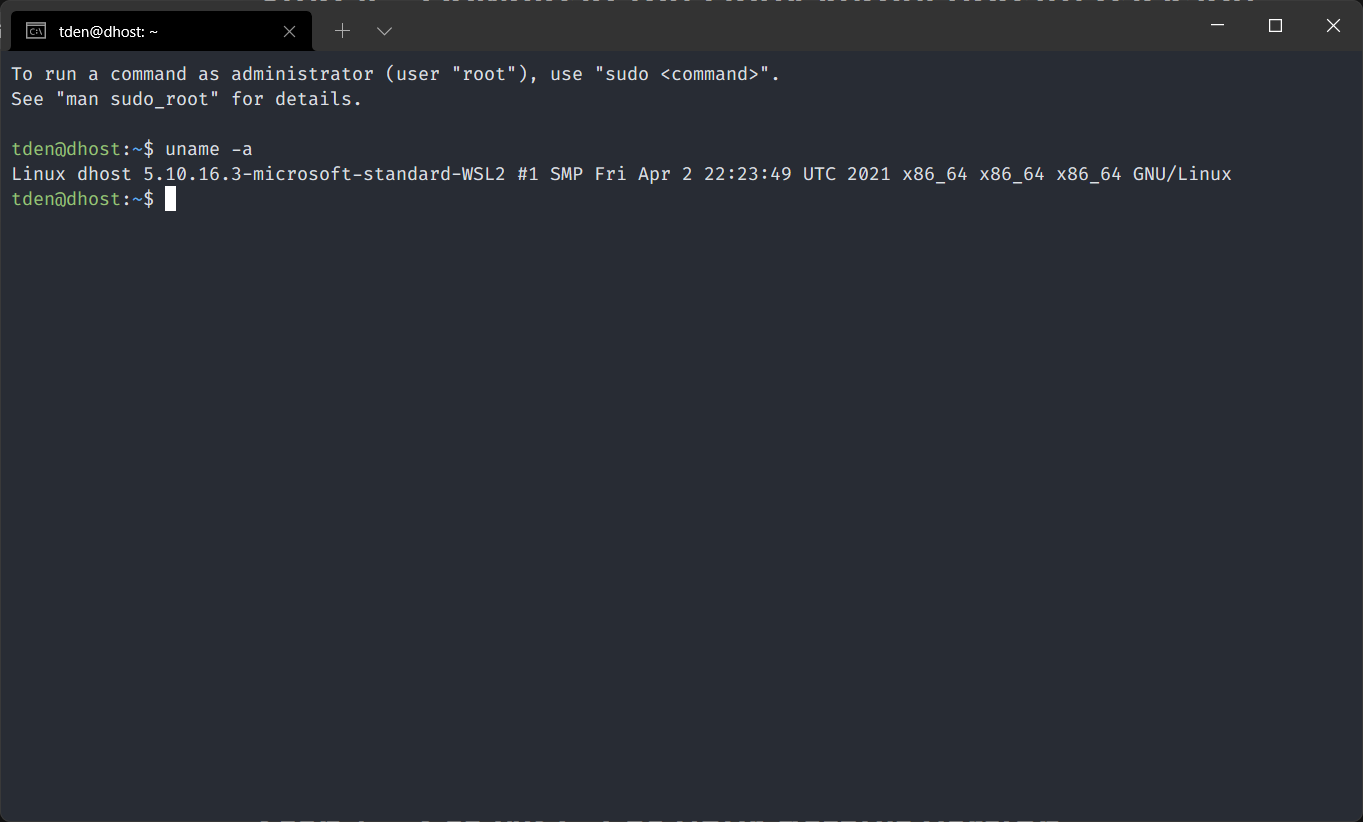 tden@dhost: ~
To run a command as administrator (user "root"), use "sudo <command>".
See "man sudo_root" for details.
tden@dhost:~$ uname -a
Linux dhost 5.10.16.3-microsoft-standard-WSL2 #1 SMP Fri Apr 2 22:23:49 UTC 2021 x86_64 x86_64 x86_64 GNU/Linux
tden@dhost:~$